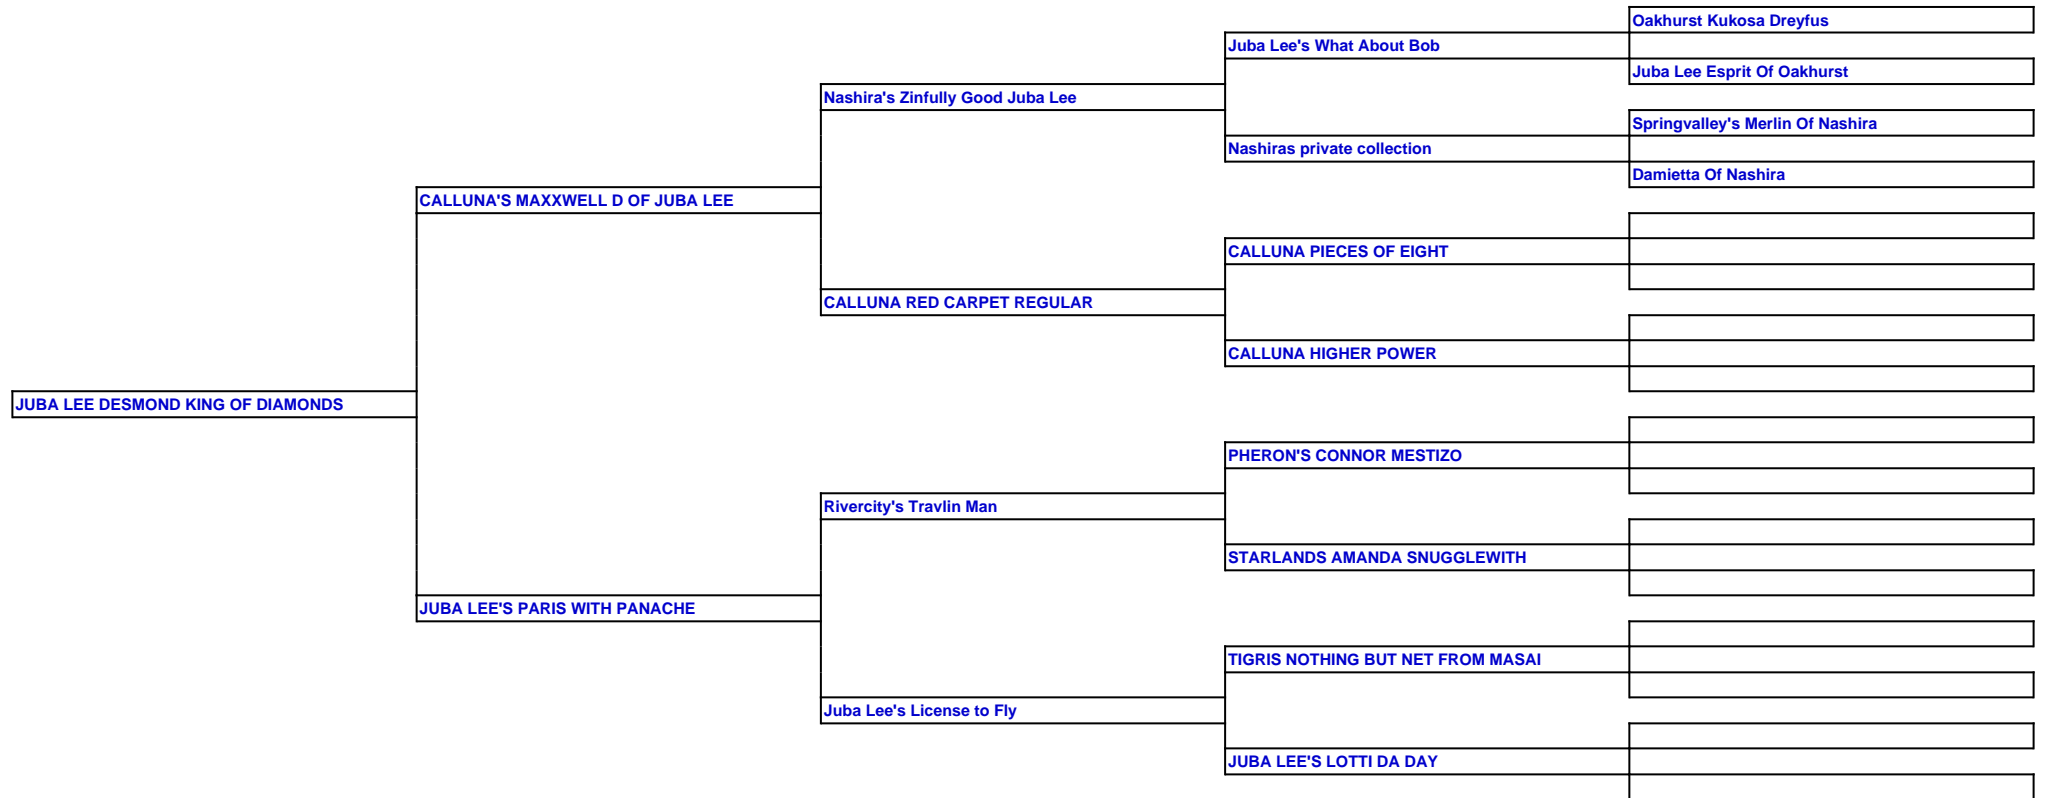 Oakhurst Kukosa Dreyfus
Juba Lee's What About Bob
Juba Lee Esprit Of Oakhurst
Nashira's Zinfully Good Juba Lee
Springvalley's Merlin Of Nashira
Nashiras private collection
Damietta Of Nashira
CALLUNA'S MAXXWELL D OF JUBA LEE
CALLUNA PIECES OF EIGHT
CALLUNA RED CARPET REGULAR
CALLUNA HIGHER POWER
JUBA LEE DESMOND KING OF DIAMONDS
PHERON'S CONNOR MESTIZO
Rivercity's Travlin Man
STARLANDS AMANDA SNUGGLEWITH
JUBA LEE'S PARIS WITH PANACHE
TIGRIS NOTHING BUT NET FROM MASAI
Juba Lee's License to Fly
JUBA LEE'S LOTTI DA DAY